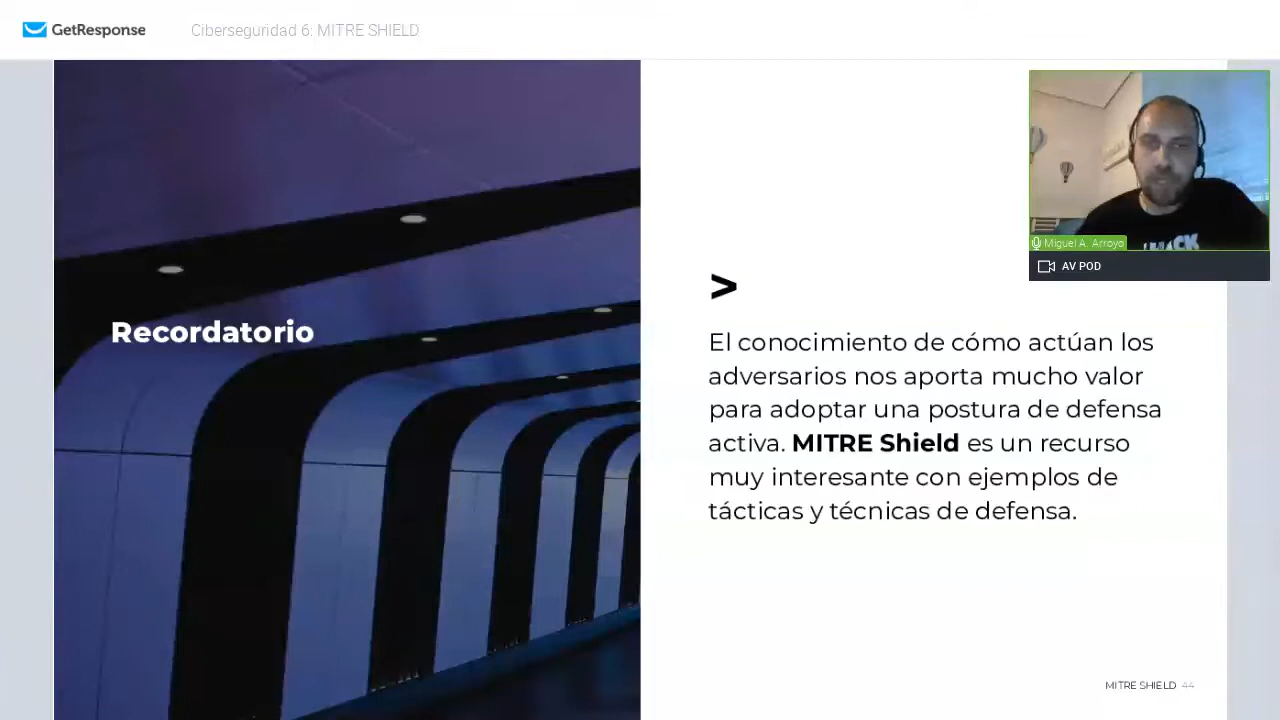 GetResponse
Ciberseguridad 6: MITRE SHIELD
Recordatorio
>
El conocimiento de cómo actúan los
adversarios nos aporta mucho valor
para adoptar una postura de defensa
activa. MITRE Shield es un recurso
muy interesante con ejemplos de
tácticas y técnicas de defensa.
Miguel A. Arroyo
AV POD
MITRE SHIELD 44